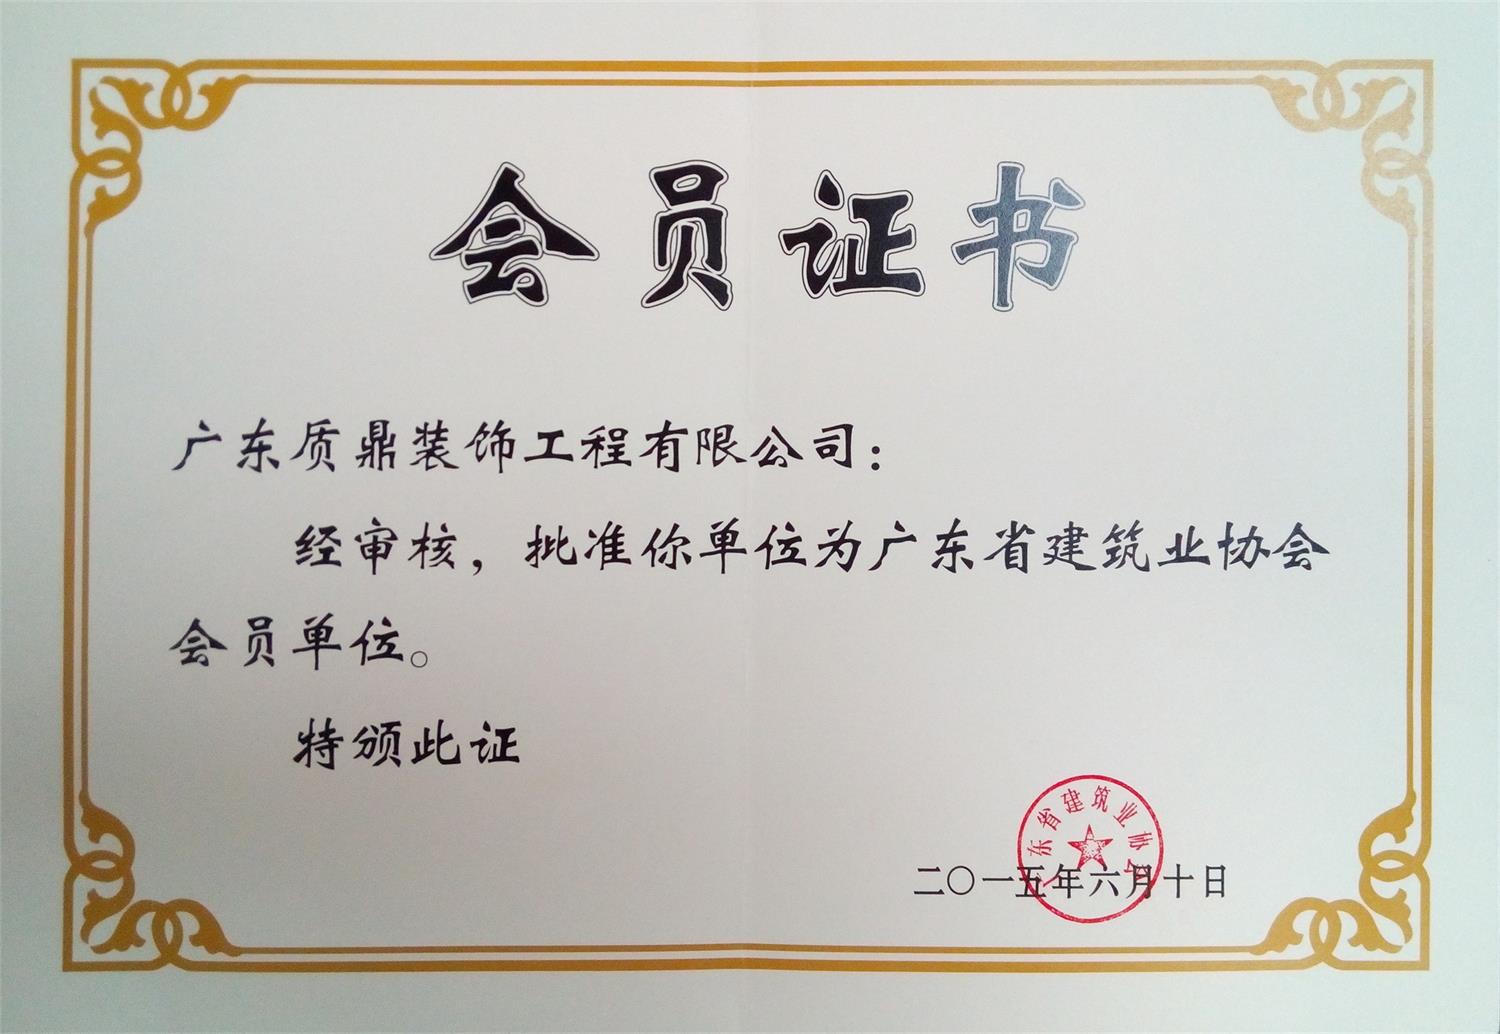 会员证书
广东质鼎装饰工程有限公司：
经审核，批准你单位为广东省建筑业协会
会员单位。
特颁此证
广东省建筑业协会
二〇一五年六月十日